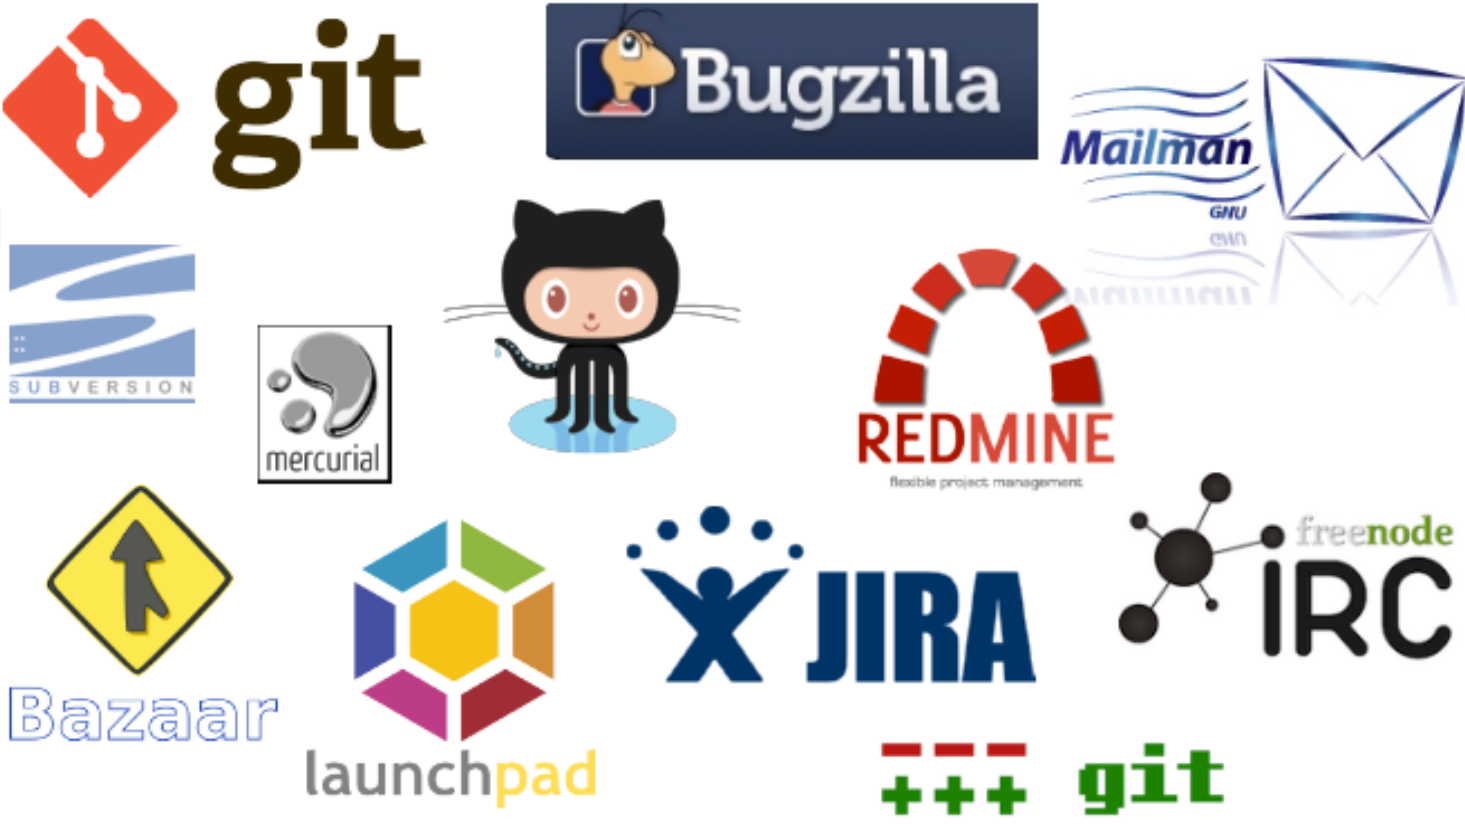 git
Bugzilla
Mailman
GNU
SUBVERSION
mercurial
REDMINE
flexible project management
freenode
IRC
JIRA
Bazaar
launchpad
git